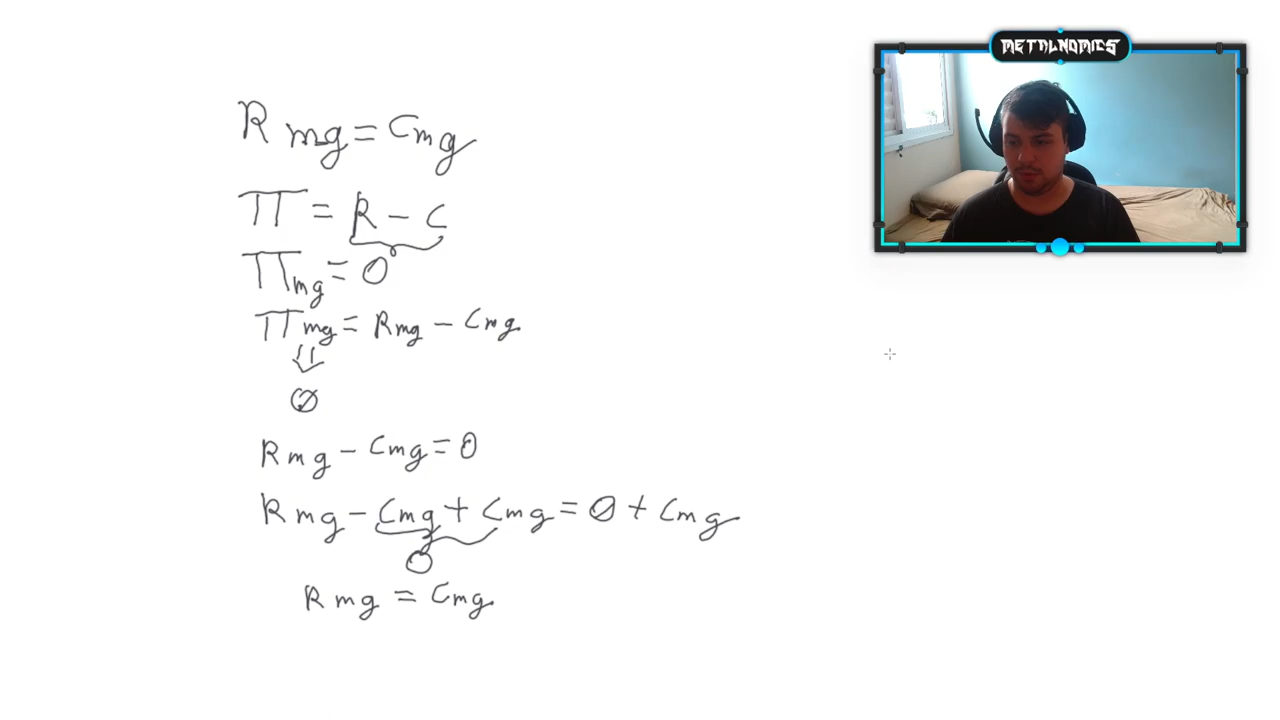 METALNOMICS
Rmg = Cmg
π = R - C
πmg = 0
πmg = Rmg - Cmg
⇓
0
Rmg - Cmg = 0
Rmg - Cmg + Cmg = 0 + Cmg
0
Rmg = Cmg